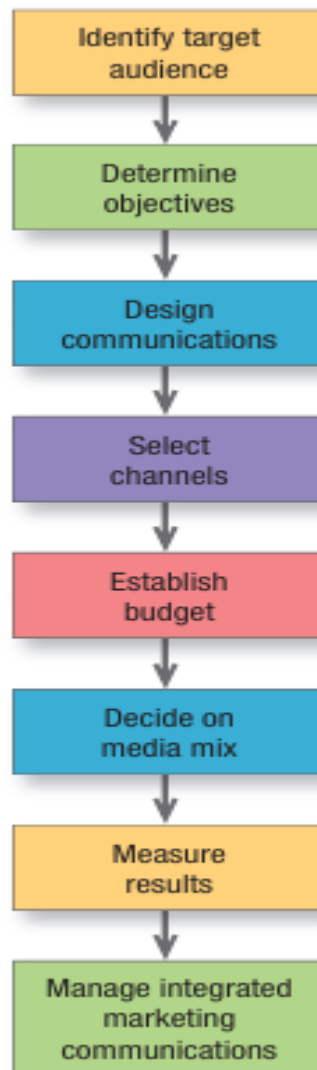 Identify target
audience
Determine
objectives
Design
communications
Select
channels
Establish
budget
Decide on
media mix
Measure
results
Manage integrated
marketing
communications